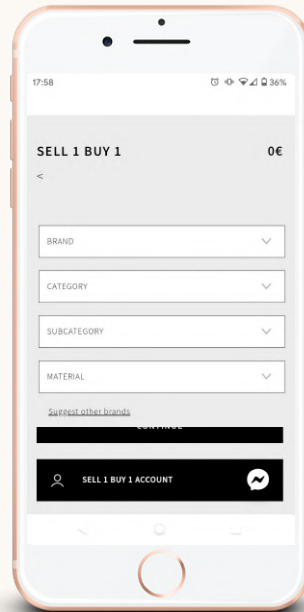 17:58 36%
SELL 1 BUY 1 0€
<
BRAND
CATEGORY
SUBCATEGORY
MATERIAL
Suggest other brands
CONTINUE
SELL 1 BUY 1 ACCOUNT